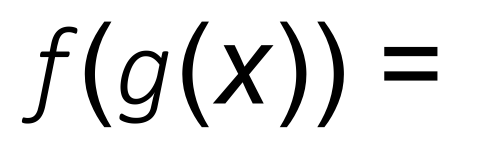 f(g(x)) =